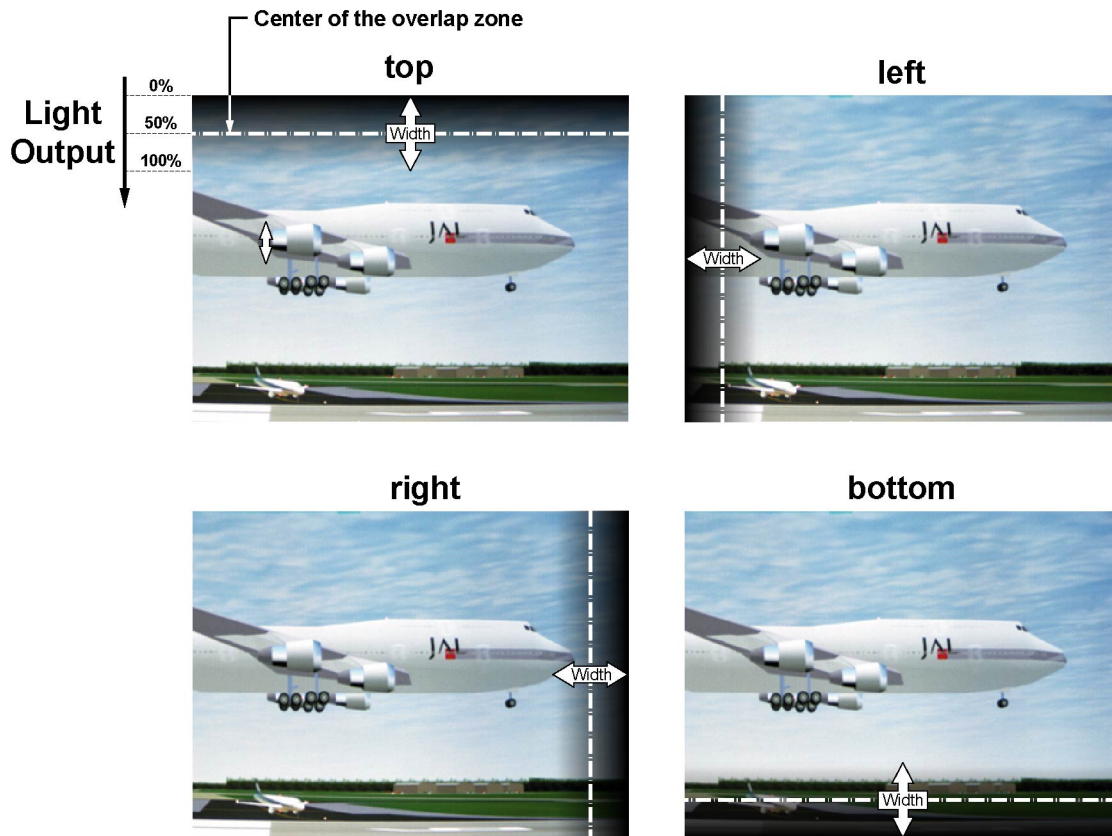 Center of the overlap zone
top
left
0%
Light
Output
50%
100%
Width
JAL
Width
JAL
right
bottom
JAL
Width
JAL
Width